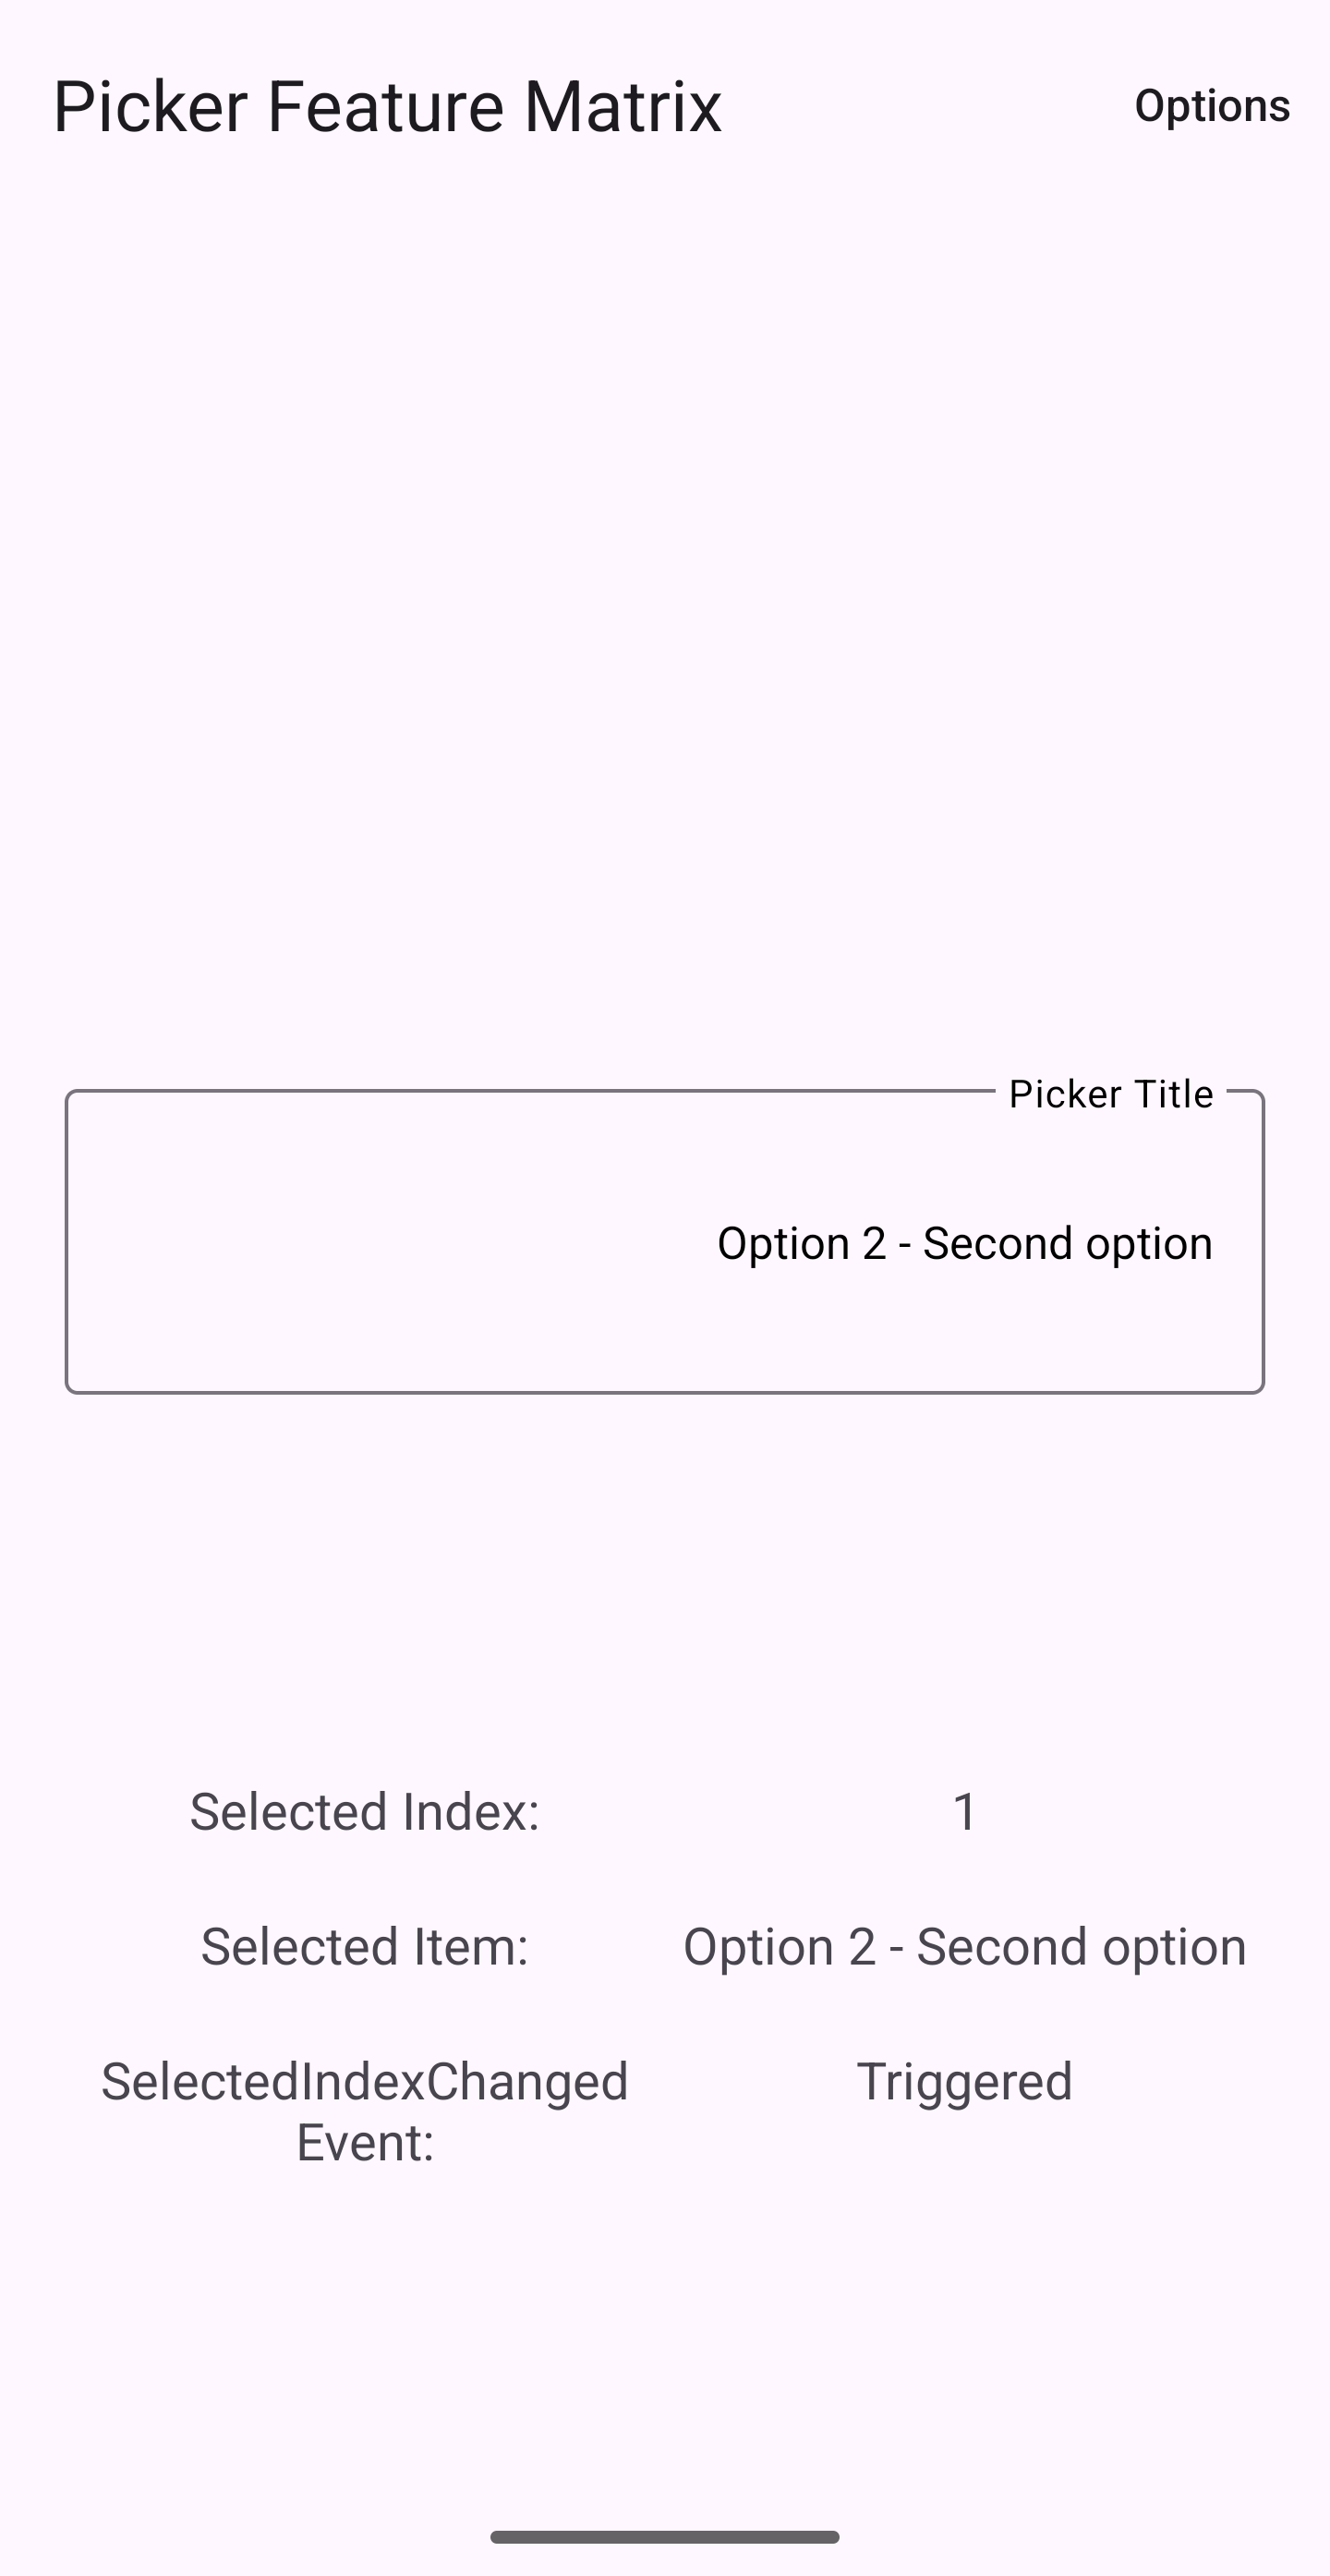 Picker Feature Matrix
Options
Picker Title
Option 2 - Second option
Selected Index:
1
Selected Item:
Option 2 - Second option
SelectedIndexChanged
Event:
Triggered